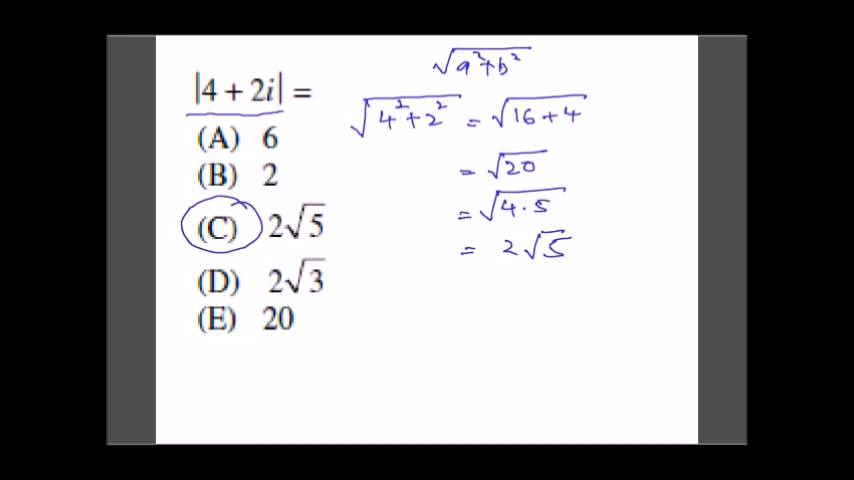 √a²+b²
|4 + 2i| =
√4²+2² = √16+4
(A) 6
= √20
(B) 2
= √4·5
(C) 2√5
= 2√5
(D) 2√3
(E) 20